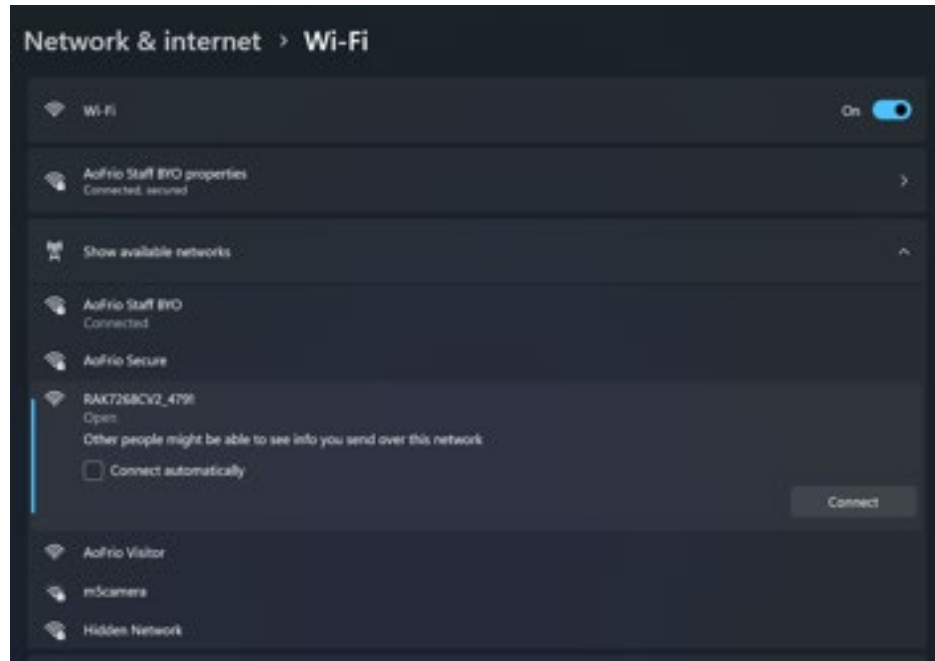 Network & internet > Wi-Fi
Wi-Fi
On
AoFrio Staff BYO properties
Connected, secured
Show available networks
AoFrio Staff BYO
Connected
AoFrio Secure
RAK7268CV2_4791
Open
Other people might be able to see info you send over this network
Connect automatically
Connect
AoFrio Visitor
m5camera
Hidden Network